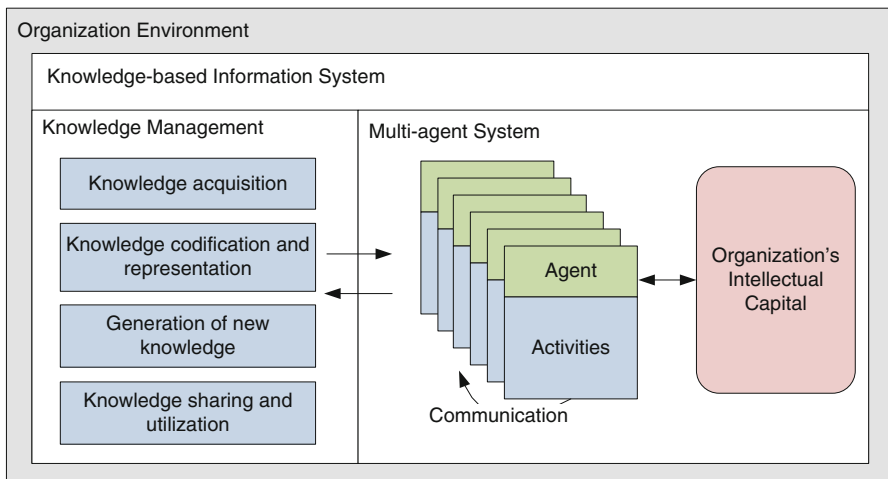 Organization Environment
Knowledge-based Information System
Knowledge Management
Knowledge acquisition
Knowledge codification and
representation
Generation of new
knowledge
Knowledge sharing and
utilization
Multi-agent System
Agent
Activities
Communication
Organization's
Intellectual
Capital